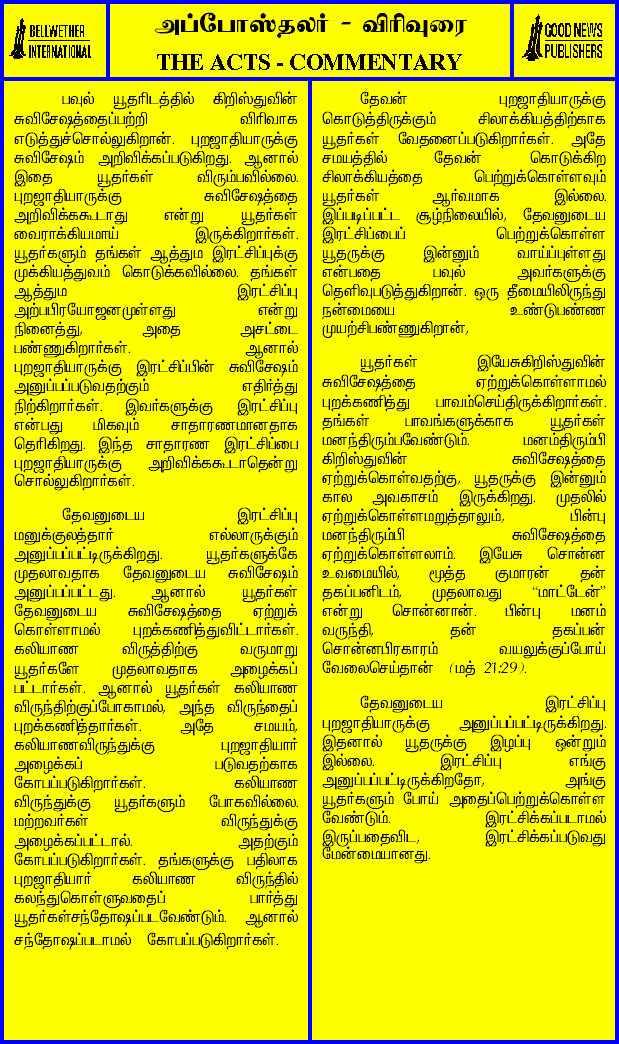 BELLWETHER
INTERNATIONAL
அப்போஸ்தலர் - விரிவுரை
THE ACTS - COMMENTARY
GOOD NEWS
PUBLISHERS
பவுல் யூதரிடத்தில் கிறிஸ்துவின்
சுவிசேஷத்தைப்பற்றி விரிவாக
எடுத்துச்சொல்லுகிறான். புறஜாதியாருக்கு
சுவிசேஷம் அறிவிக்கப்படுகிறது. ஆனால்
இதை யூதர்கள் விரும்பவில்லை.
புறஜாதியாருக்கு சுவிசேஷத்தை
அறிவிக்ககூடாது என்று யூதர்கள்
வைராக்கியமாய் இருக்கிறார்கள்.
யூதர்களும் தங்கள் ஆத்தும இரட்சிப்புக்கு
முக்கியத்துவம் கொடுக்கவில்லை. தங்கள்
ஆத்தும இரட்சிப்பு
அற்பபிரயோஜனமுள்ளது என்று
நினைத்து, அதை அசட்டை
பண்ணுகிறார்கள். ஆனால்
புறஜாதியாருக்கு இரட்சிப்பின் சுவிசேஷம்
அனுப்பப்படுவதற்கும் எதிர்த்து
நிற்கிறார்கள். இவர்களுக்கு இரட்சிப்பு
என்பது மிகவும் சாதாரணமானதாக
தெரிகிறது. இந்த சாதாரண இரட்சிப்பை
புறஜாதியாருக்கு அறிவிக்ககூடாதென்று
சொல்லுகிறார்கள்.
தேவனுடைய இரட்சிப்பு
மனுக்குலத்தார் எல்லாருக்கும்
அனுப்பப்பட்டிருக்கிறது. யூதர்களுக்கே
முதலாவதாக தேவனுடைய சுவிசேஷம்
அனுப்பப்பட்டது. ஆனால் யூதர்கள்
தேவனுடைய சுவிசேஷத்தை ஏற்றுக்
கொள்ளாமல் புறக்கணித்துவிட்டார்கள்.
கலியாண விருத்திற்கு வருமாறு
யூதர்களே முதலாவதாக அழைக்கப்
பட்டார்கள். ஆனால் யூதர்கள் கலியாண
விருந்திற்குப்போகாமல், அந்த விருந்தைப்
புறக்கணித்தார்கள். அதே சமயம்,
கலியாணவிருந்துக்கு புறஜாதியார்
அழைக்கப் படுவதற்காக
கோபப்படுகிறார்கள். கலியாண
விருந்துக்கு யூதர்களும் போகவில்லை.
மற்றவர்கள் விருந்துக்கு
அழைக்கப்பட்டால். அதற்கும்
கோபப்படுகிறார்கள். தங்களுக்கு பதிலாக
புறஜாதியார் கலியாண விருந்தில்
கலந்துகொள்ளுவதைப் பார்த்து
யூதர்கள்சந்தோஷப்படவேண்டும். ஆனால்
சந்தோஷப்படாமல் கோபப்படுகிறார்கள்.
தேவன் புறஜாதியாருக்கு
கொடுத்திருக்கும் சிலாக்கியத்திற்காக
யூதர்கள் வேதனைப்படுகிறார்கள். அதே
சமயத்தில் தேவன் கொடுக்கிற
சிலாக்கியத்தை பெற்றுக்கொள்ளவும்
யூதர்கள் ஆர்வமாக இல்லை.
இப்படிப்பட்ட சூழ்நிலையில், தேவனுடைய
இரட்சிப்பைப் பெற்றுக்கொள்ள
யூதருக்கு இன்னும் வாய்ப்புள்ளது
என்பதை பவுல் அவர்களுக்கு
தெளிவுபடுத்துகிறான். ஒரு தீமையிலிருந்து
நன்மையை உண்டுபண்ண
முயற்சிபண்ணுகிறான்,
யூதர்கள் இயேசுகிறிஸ்துவின்
சுவிசேஷத்தை ஏற்றுக்கொள்ளாமல்
புறக்கணித்து பாவம்செய்திருக்கிறார்கள்.
தங்கள் பாவங்களுக்காக யூதர்கள்
மனந்திரும்பவேண்டும். மனம்திரும்பி
கிறிஸ்துவின் சுவிசேஷத்தை
ஏற்றுக்கொள்வதற்கு, யூதருக்கு இன்னும்
கால அவகாசம் இருக்கிறது. முதலில்
ஏற்றுக்கொள்ளமறுத்தாலும், பின்பு
மனந்திரும்பி சுவிசேஷத்தை
ஏற்றுக்கொள்ளலாம். இயேசு சொன்ன
உவமையில், மூத்த குமாரன் தன்
தகப்பனிடம், முதலாவது “மாட்டேன்”
என்று சொன்னான். பின்பு மனம்
வருந்தி, தன் தகப்பன்
சொன்னபிரகாரம் வயலுக்குப்போய்
வேலைசெய்தான் (மத் 21:29).
தேவனுடைய இரட்சிப்பு
புறஜாதியாருக்கு அனுப்பப்பட்டிருக்கிறது.
இதனால் யூதருக்கு இழப்பு ஒன்றும்
இல்லை. இரட்சிப்பு எங்கு
அனுப்பப்பட்டிருக்கிறதோ, அங்கு
யூதர்களும் போய் அதைப்பெற்றுக்கொள்ள
வேண்டும். இரட்சிக்கப்படாமல்
இருப்பதைவிட, இரட்சிக்கப்படுவது
மேன்மையானது.